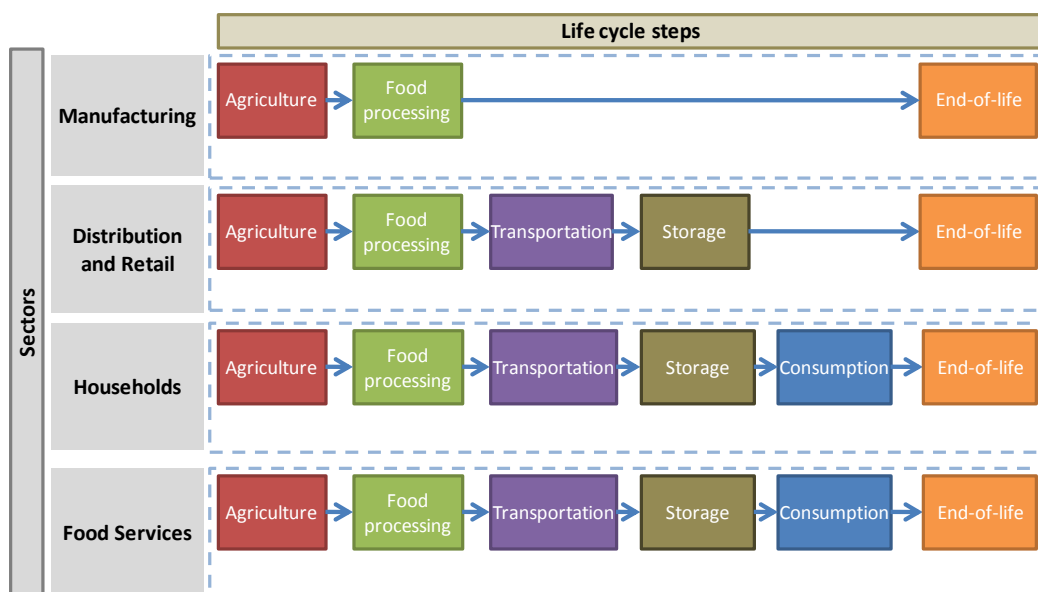 Life cycle steps
Sectors
Manufacturing
Agriculture
Food
processing
End-of-life
Distribution
and Retail
Agriculture
Food
processing
Transportation
Storage
End-of-life
Households
Agriculture
Food
processing
Transportation
Storage
Consumption
End-of-life
Food Services
Agriculture
Food
processing
Transportation
Storage
Consumption
End-of-life